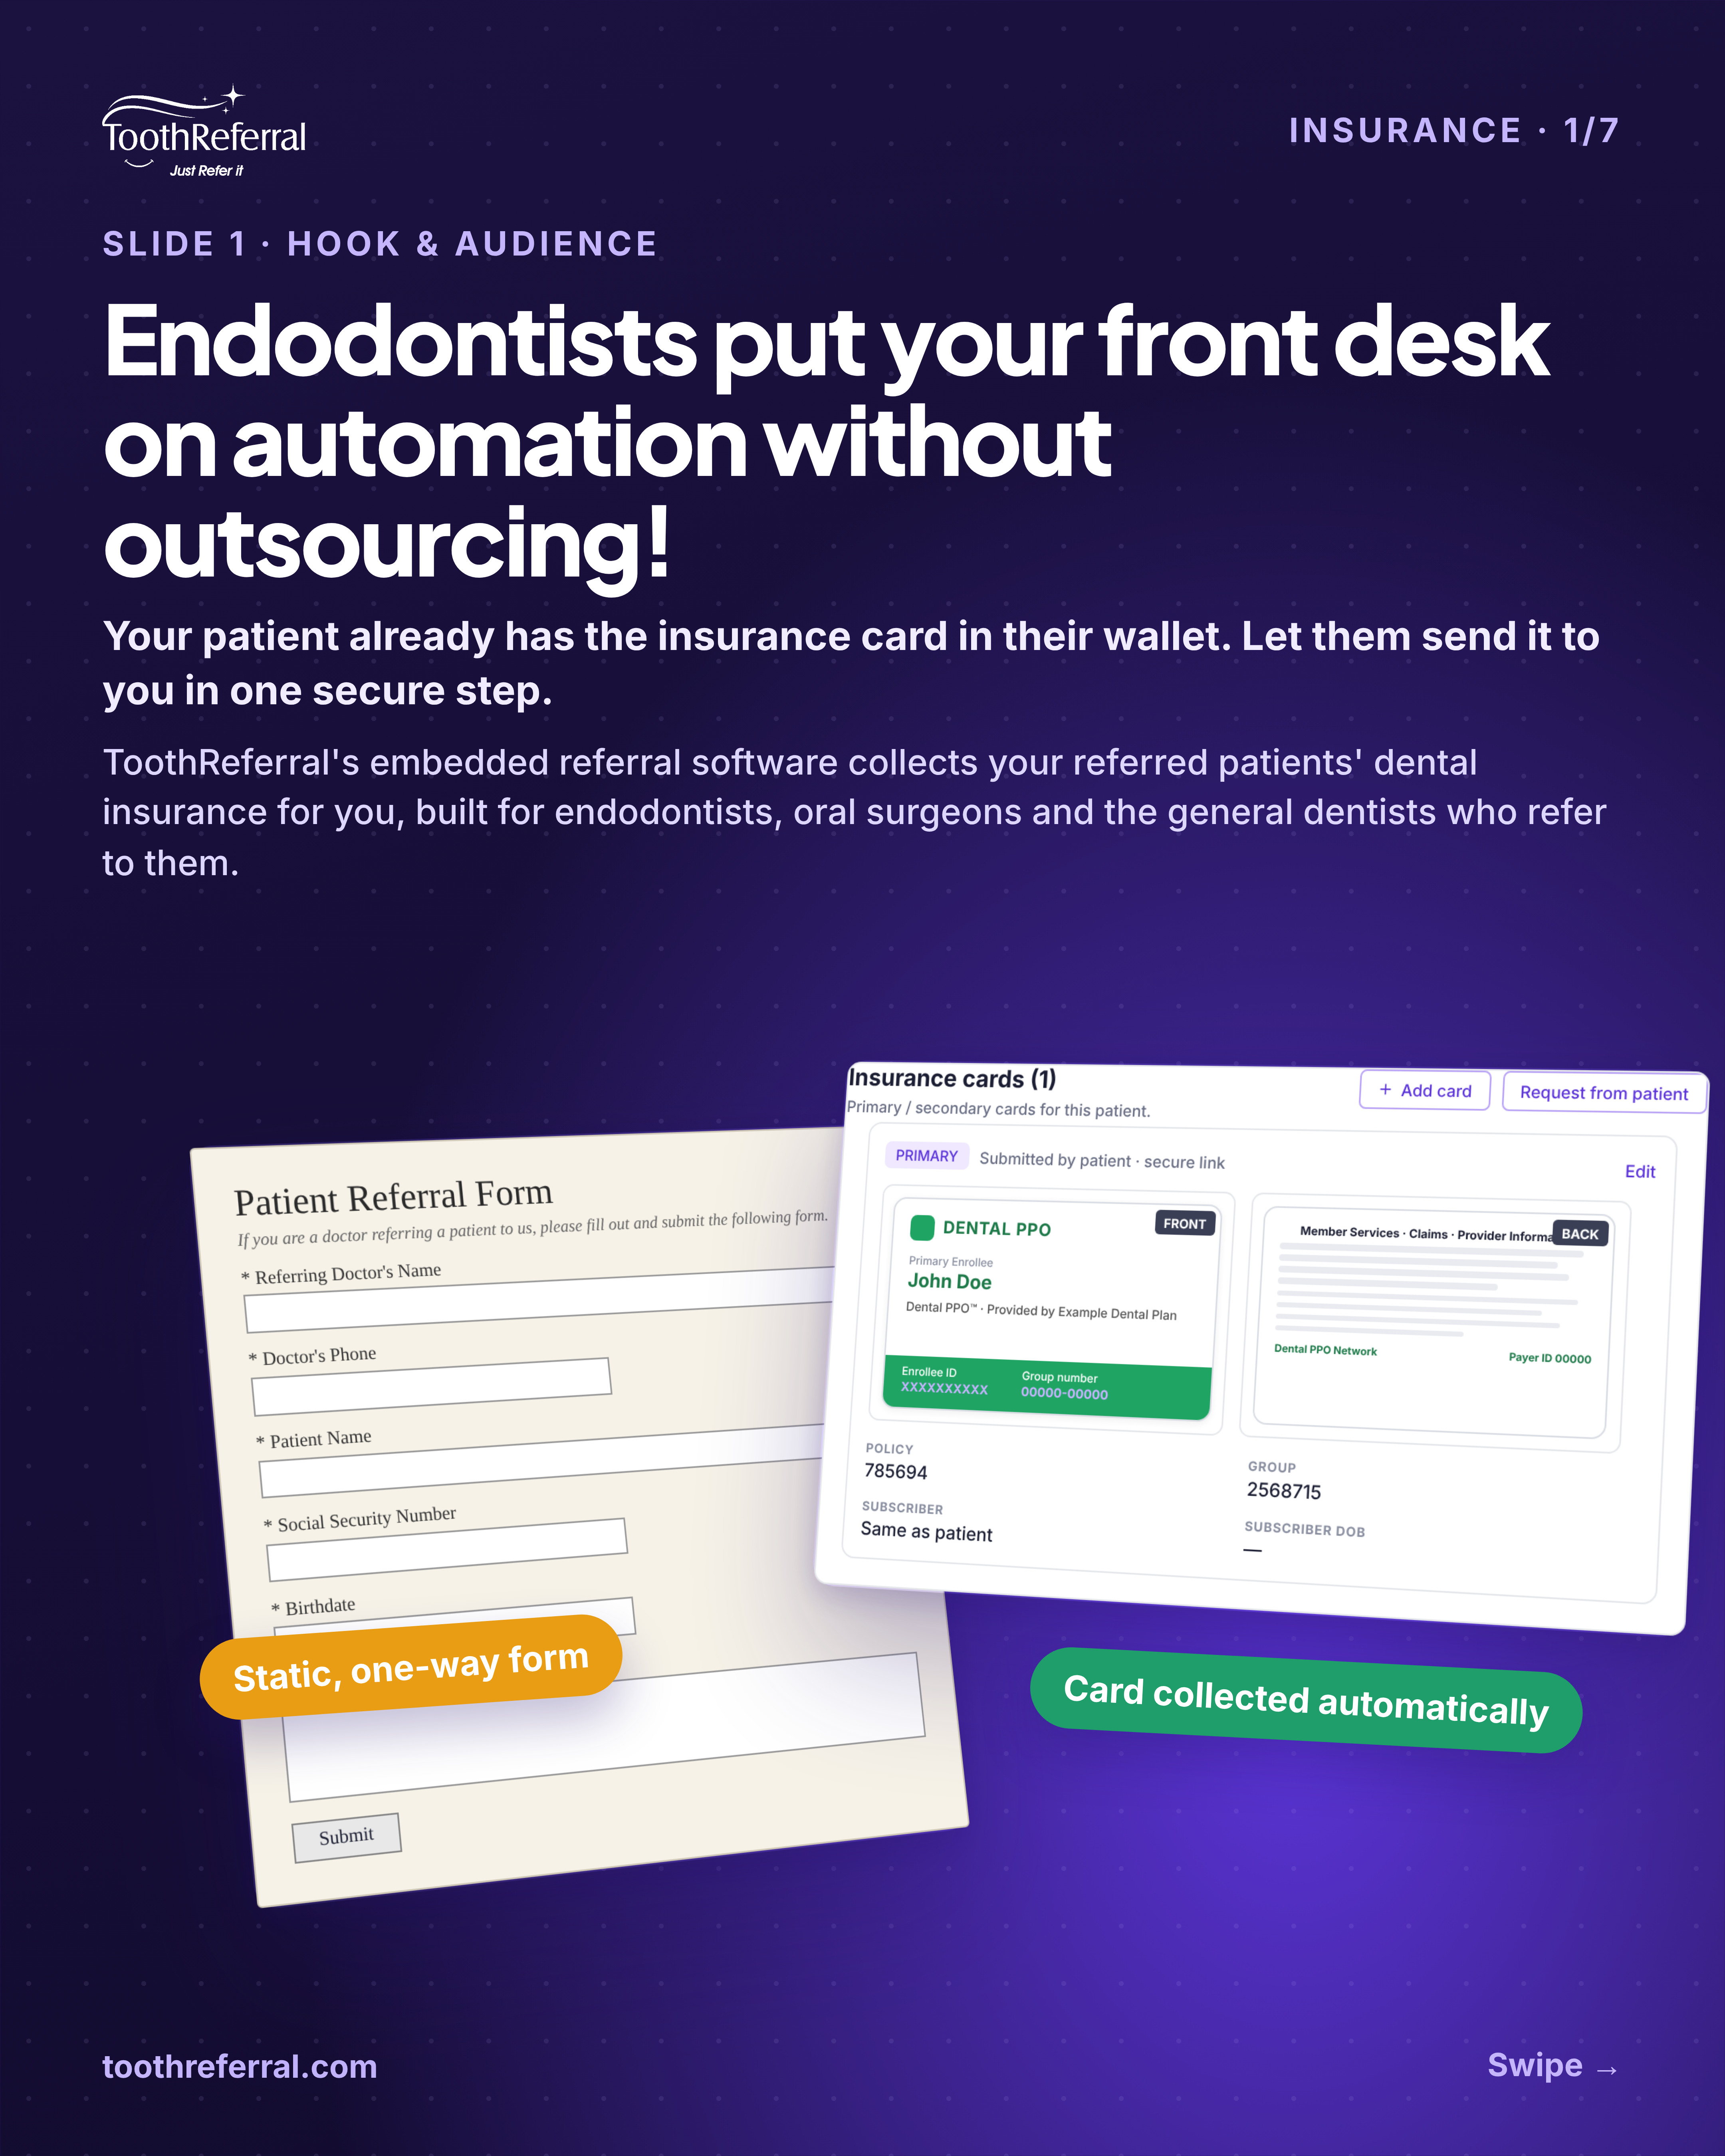 ToothReferral
Just Refer it
INSURANCE · 1/7
SLIDE 1 · HOOK & AUDIENCE
Endodontists put your front desk
on automation without
outsourcing!
Your patient already has the insurance card in their wallet. Let them send it to
you in one secure step.
ToothReferral's embedded referral software collects your referred patients' dental
insurance for you, built for endodontists, oral surgeons and the general dentists who refer
to them.
Patient Referral Form
If you are a doctor referring a patient to us, please fill out and submit the following form.
* Referring Doctor's Name
* Doctor's Phone
* Patient Name
* Social Security Number
* Birthdate
Static, one-way form
Submit
Insurance cards (1)
+ Add card
Request from patient
Primary / secondary cards for this patient.
PRIMARY
Submitted by patient · secure link
Edit
DENTAL PPO
FRONT
Primary Enrollee
John Doe
Dental PPO™ · Provided by Example Dental Plan
Enrollee ID
XXXXXXXXXX
Group number
00000-00000
Member Services · Claims · Provider Informa
BACK
Dental PPO Network
Payer ID 00000
POLICY
785694
GROUP
2568715
SUBSCRIBER
Same as patient
SUBSCRIBER DOB
—
Card collected automatically
toothreferral.com
Swipe →